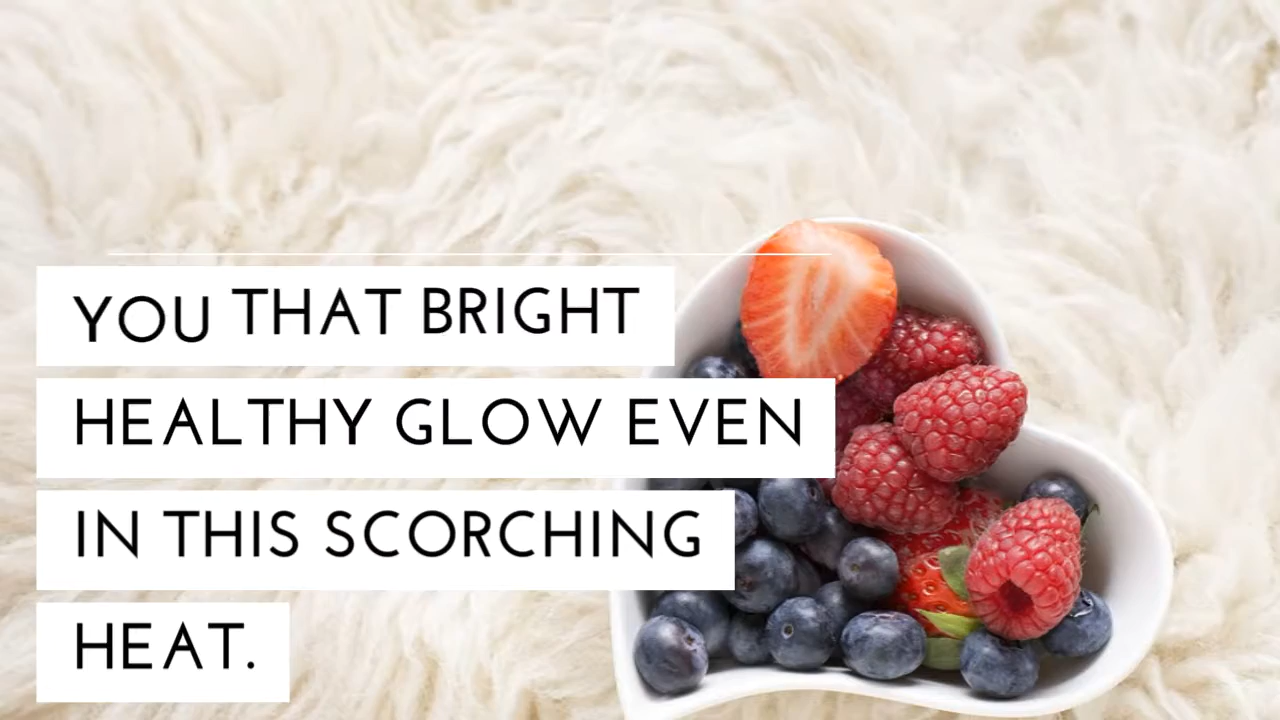 YOU THAT BRIGHT
HEALTHY GLOW EVEN
IN THIS SCORCHING
HEAT.